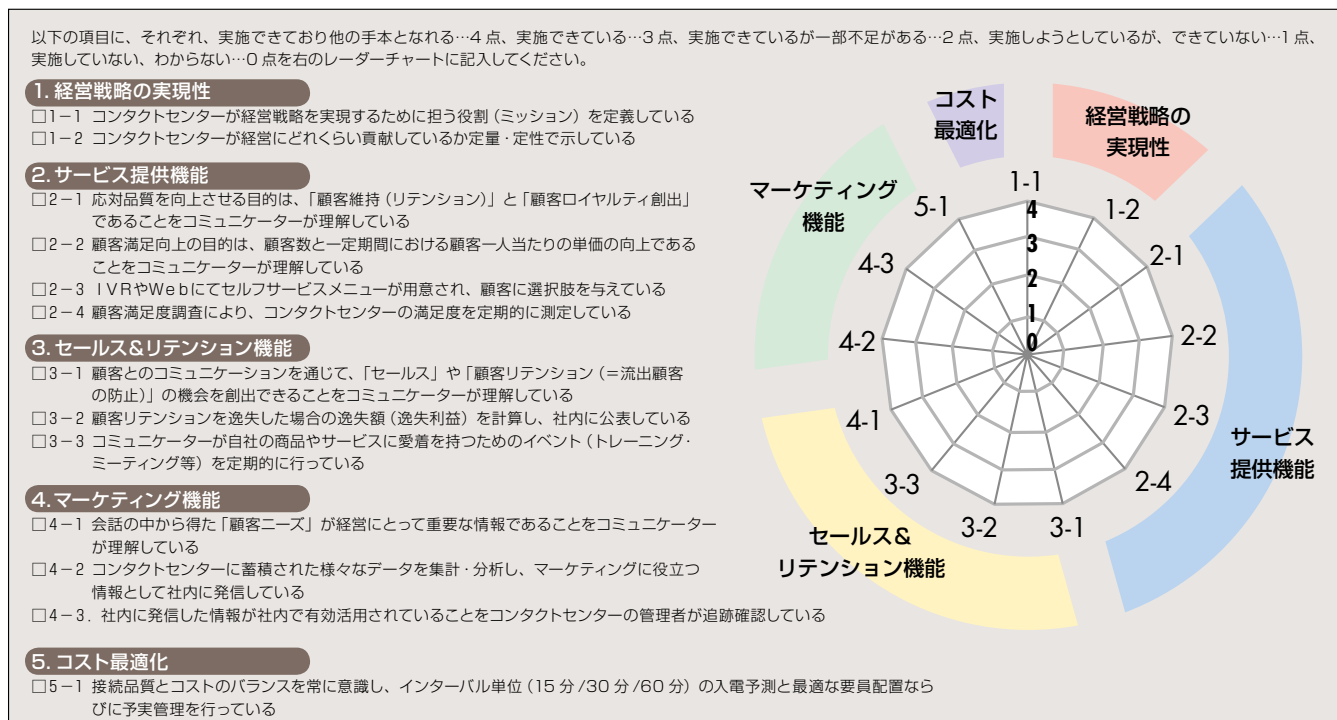 以下の項目に、それぞれ、実施できており他の手本となれる…4点、実施できている…3点、実施できているが一部不足がある…2点、実施しようとしているが、できていない…1点、
実施していない、わからない…0点を右のレーダーチャートに記入してください。
1.経営戦略の実現性
□1－1 コンタクトセンターが経営戦略を実現するために担う役割（ミッション）を定義している
□1－2 コンタクトセンターが経営にどれくらい貢献しているか定量・定性で示している
2.サービス提供機能
□2－1 応対品質を向上させる目的は、「顧客維持（リテンション）」と「顧客ロイヤルティ創出」
であることをコミュニケーターが理解している
□2－2 顧客満足向上の目的は、顧客数と一定期間における顧客一人当たりの単価の向上である
ことをコミュニケーターが理解している
□2－3 IVRやWebにてセルフサービスメニューが用意され、顧客に選択肢を与えている
□2－4 顧客満足度調査により、コンタクトセンターの満足度を定期的に測定している
3.セールス&リテンション機能
□3－1 顧客とのコミュニケーションを通じて、「セールス」や「顧客リテンション（＝流出顧客
の防止）」の機会を創出できることをコミュニケーターが理解している
□3－2 顧客リテンションを逸失した場合の逸失額（逸失利益）を計算し、社内に公表している
□3－3 コミュニケーターが自社の商品やサービスに愛着を持つためのイベント（トレーニング・
ミーティング等）を定期的に行っている
4.マーケティング機能
□4－1 会話の中から得た「顧客ニーズ」が経営にとって重要な情報であることをコミュニケーター
が理解している
□4－2 コンタクトセンターに蓄積された様々なデータを集計・分析し、マーケティングに役立つ
情報として社内に発信している
□4－3. 社内に発信した情報が社内で有効活用されていることをコンタクトセンターの管理者が追跡確認している
5.コスト最適化
□5－1 接続品質とコストのバランスを常に意識し、インターバル単位（15分/30分/60分）の入電予測と最適な要員配置なら
びに予実管理を行っている
コスト
最適化
経営戦略の
実現性
マーケティング
機能
サービス
提供機能
セールス&
リテンション機能
1-1
1-2
2-1
2-2
2-3
2-4
3-1
3-2
3-3
4-1
4-2
4-3
5-1
4
3
2
1
0